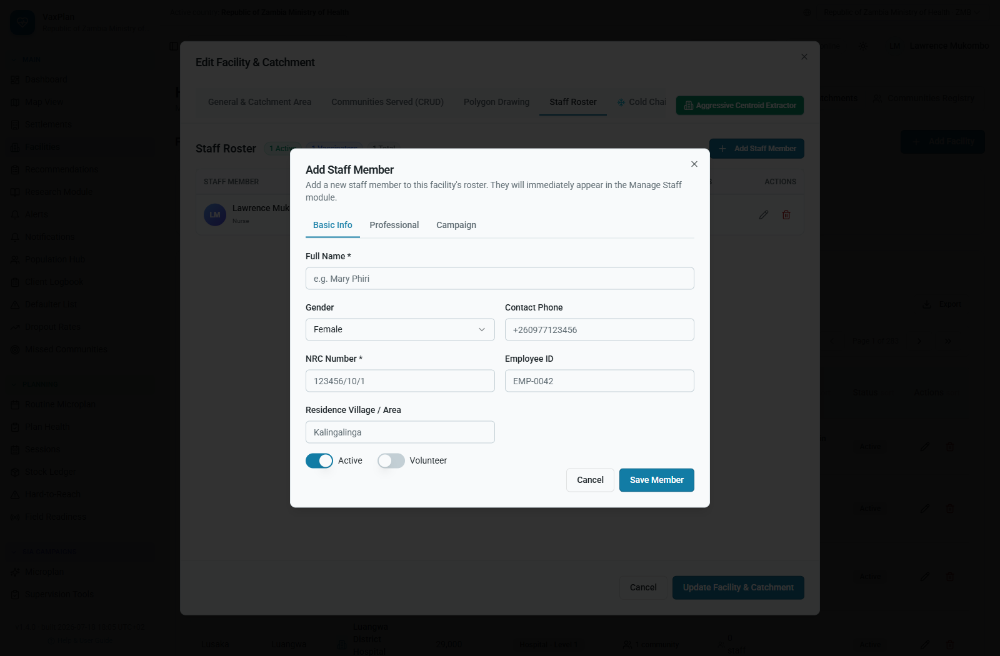 VaxPlan
Republic of Zambia Ministry of...
Active country: Republic of Zambia Ministry of Health
Republic of Zambia Ministry of Health · ZMB
LM Lawrence Mukombo
MAIN
Dashboard
Map View
Settlements
Facilities
Recommendations
Research Module
Alerts
Notifications
Population Hub
Client Logbook
Defaulter List
Dropout Rates
Missed Communities
PLANNING
Routine Microplan
Plan Health
Sessions
Stock Ledger
Hard-to-Reach
Field Readiness
SIA CAMPAIGNS
Microplan
Supervision Tools
Communities Registry
Add Facility
Export
Page 1 of 242
Status
Actions
Active
Active
Active
Edit Facility & Catchment
General & Catchment Area
Communities Served (CRUD)
Polygon Drawing
Staff Roster
Cold Chai
Aggressive Centroid Extractor
Staff Roster
1 Active
1 Vaccinators
1 Total
Add Staff Member
STAFF MEMBER
ACTIONS
LM
Lawrence Muk
Nurse
Add Staff Member
Add a new staff member to this facility's roster. They will immediately appear in the Manage Staff
module.
Basic Info Professional Campaign
Full Name *
e.g. Mary Phiri
Gender Contact Phone
Female +260977123456
NRC Number * Employee ID
123456/10/1 EMP-0042
Residence Village / Area
Kalingalinga
Active Volunteer
Cancel Save Member
Cancel Update Facility & Catchment
Lusaka
Luangwa
Luangwa
District
Hospital
29,000
Hospital - Level 1
1 community
0
staff
Active